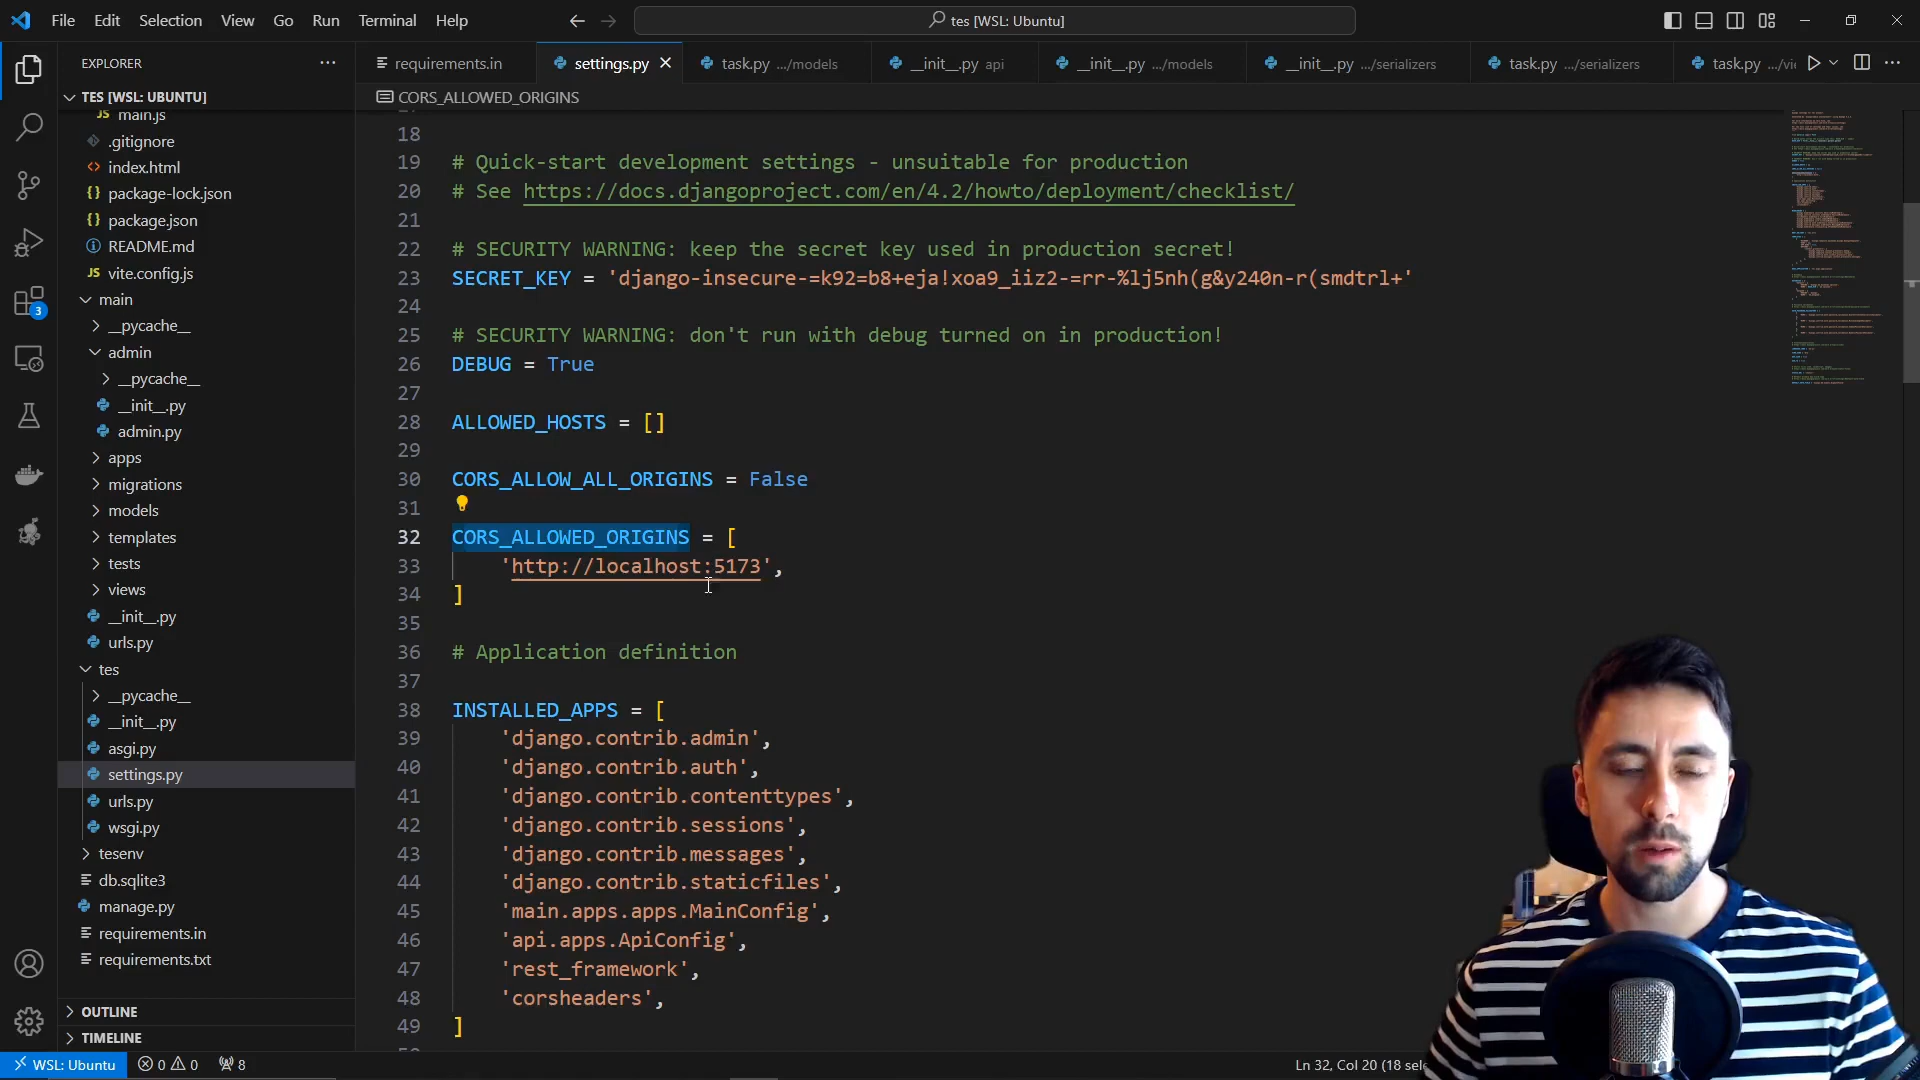 File Edit Selection View Go Run Terminal Help
tes [WSL: Ubuntu]
EXPLORER
TES [WSL: UBUNTU]
main.js
.gitignore
index.html
package-lock.json
package.json
README.md
vite.config.js
main
__pycache__
admin
__pycache__
__init__.py
admin.py
apps
migrations
models
templates
tests
views
__init__.py
urls.py
tes
__pycache__
__init__.py
asgi.py
settings.py
urls.py
wsgi.py
tesenv
db.sqlite3
manage.py
requirements.in
requirements.txt
OUTLINE
TIMELINE
3
requirements.in
settings.py
task.py .../models
__init__.py api
__init__.py .../models
__init__.py .../serializers
task.py .../serializers
task.py
CORS_ALLOWED_ORIGINS
18
19 # Quick-start development settings - unsuitable for production
20 # See https://docs.djangoproject.com/en/4.2/howto/deployment/checklist/
21
22 # SECURITY WARNING: keep the secret key used in production secret!
23 SECRET_KEY = 'django-insecure-=k92=b8+eja!xoa9_iiz2-=rr-%lj5nh(g&y240n-r(smdtrl+'
24
25 # SECURITY WARNING: don't run with debug turned on in production!
26 DEBUG = True
27
28 ALLOWED_HOSTS = []
29
30 CORS_ALLOW_ALL_ORIGINS = False
31
32 CORS_ALLOWED_ORIGINS = [
33 'http://localhost:5173',
34 ]
35
36 # Application definition
37
38 INSTALLED_APPS = [
39 'django.contrib.admin',
40 'django.contrib.auth',
41 'django.contrib.contenttypes',
42 'django.contrib.sessions',
43 'django.contrib.messages',
44 'django.contrib.staticfiles',
45 'main.apps.apps.MainConfig',
46 'api.apps.ApiConfig',
47 'rest_framework',
48 'corsheaders',
49 ]
WSL: Ubuntu 0 0 8
Ln 32, Col 20 (18